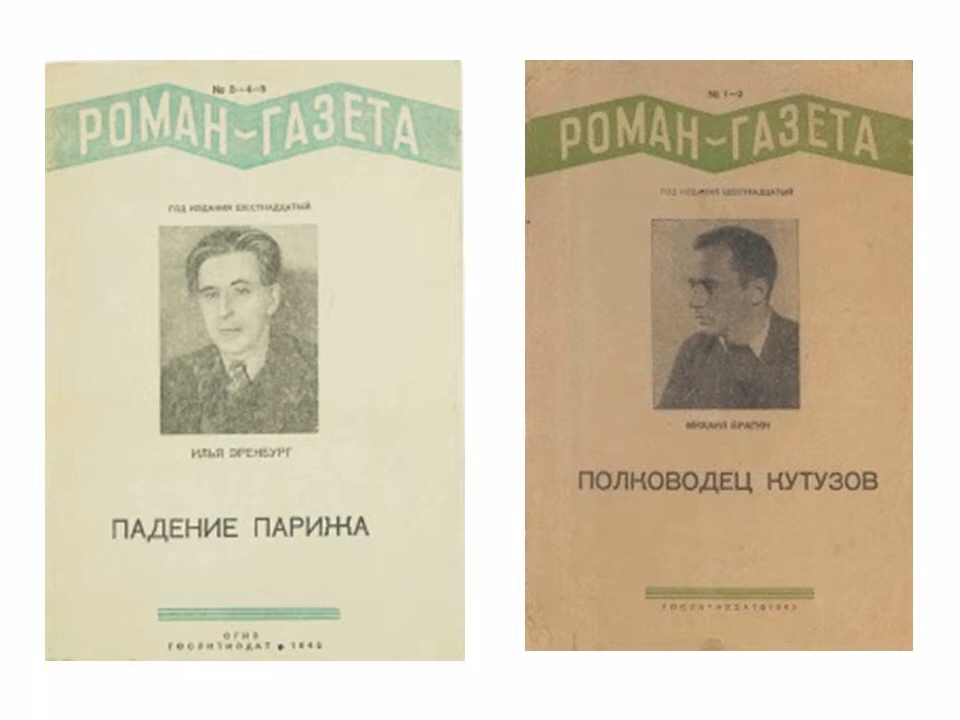 № 3-4-5
РОМАН-ГАЗЕТА
ГОД ИЗДАНИЯ ШЕСТНАДЦАТЫЙ
ИЛЬЯ ЭРЕНБУРГ
ПАДЕНИЕ ПАРИЖА
ОГИЗ
ГОСЛИТИЗДАТ
№ 1-2
РОМАН-ГАЗЕТА
ГОД ИЗДАНИЯ ШЕСТНАДЦАТЫЙ
МИХАИЛ БРАГИН
ПОЛКОВОДЕЦ КУТУЗОВ
ГОСЛИТИЗДАТ